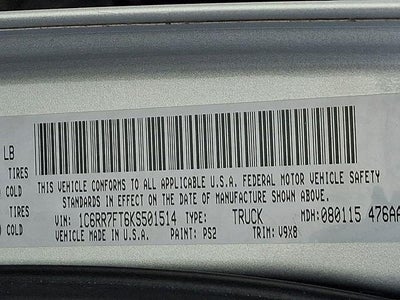 LB
TIRES
COLD
TIRES
COLD
THIS VEHICLE CONFORMS TO ALL APPLICABLE U.S.A. FEDERAL MOTOR VEHICLE SAFETY
STANDARDS IN EFFECT ON THE DATE OF MANUFACTURE SHOWN ABOVE.
VIN: 1C6RR7FT6KS501514 TYPE: TRUCK MDH: 080115 476AA
VEHICLE MADE IN U.S.A. PAINT: PS2 TRIM: V9X8